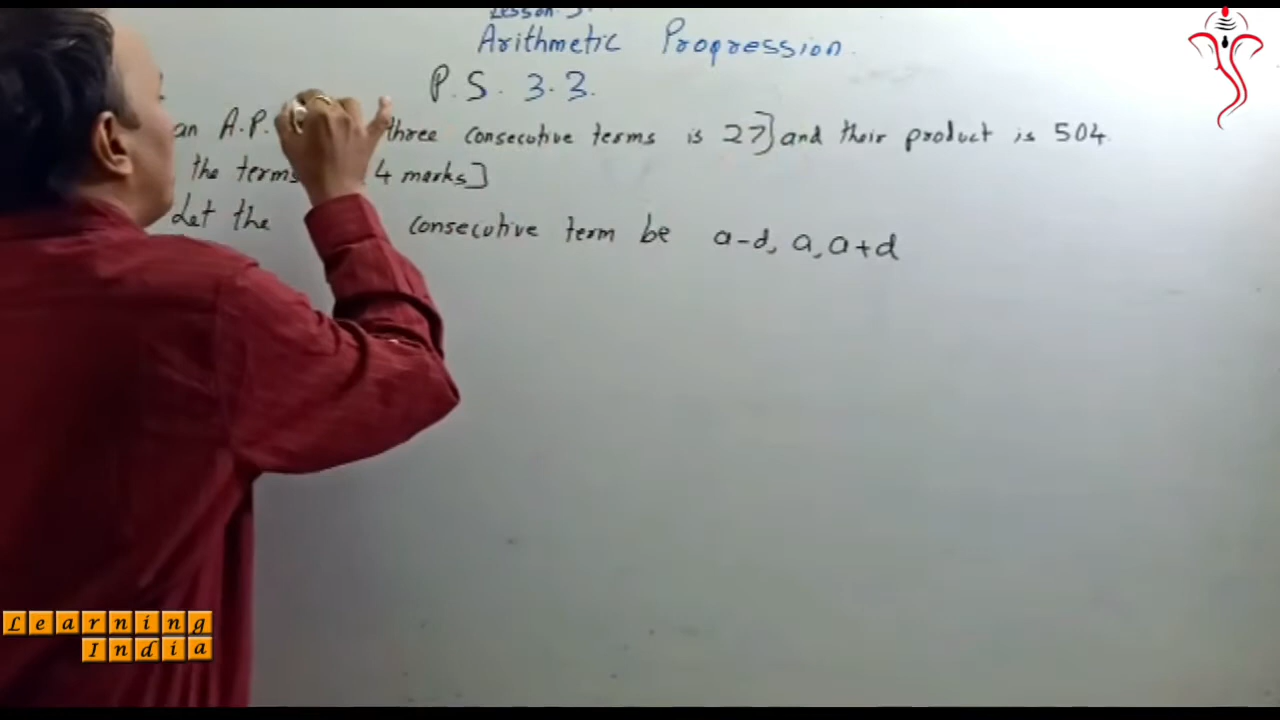 Arithmetic Progression.
P.S. 3.3.
an A.P. three consecutive terms is 27} and their product is 504.
the terms 4 marks]
Let the consecutive term be a-d, a, a+d
Learning
India